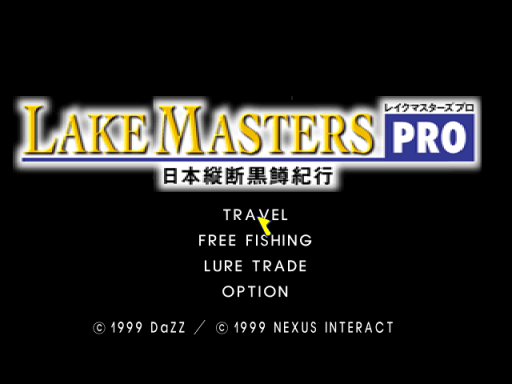 レイクマスターズ プロ
LAKE MASTERS PRO
日本縦断黒鱒紀行
TRAVEL
FREE FISHING
LURE TRADE
OPTION
© 1999 DaZZ / © 1999 NEXUS INTERACT